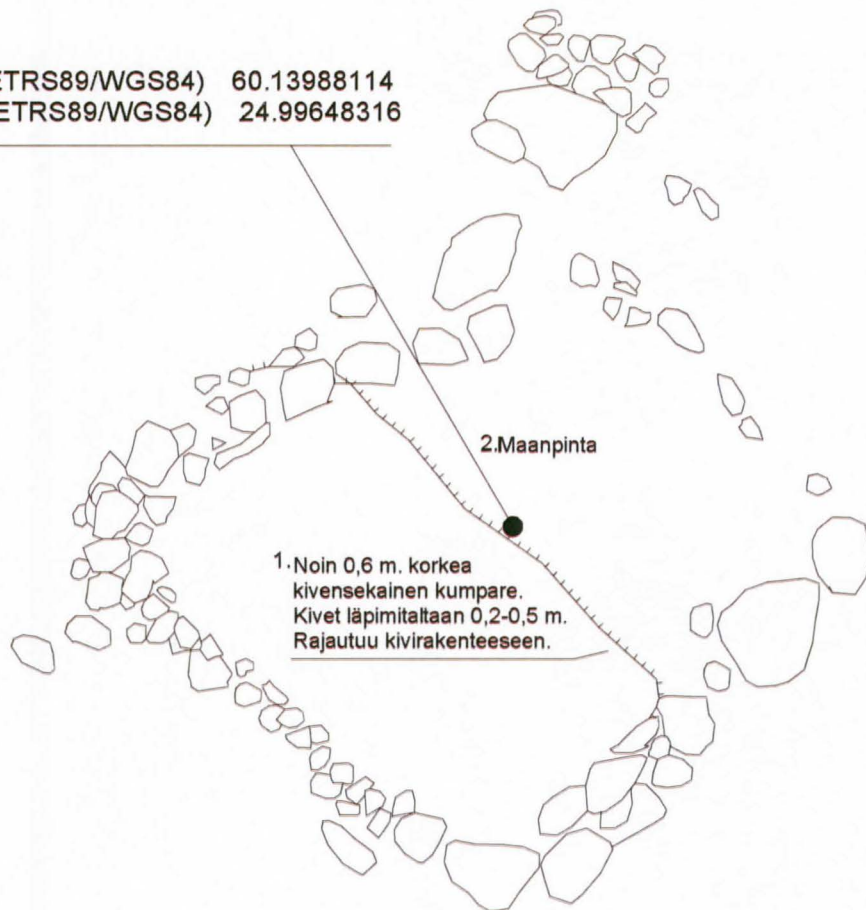 ETRS89/WGS84) 60.13988114
ETRS89/WGS84) 24.99648316
2.Maanpinta
1. Noin 0,6 m. korkea
kivensekainen kumpare.
Kivet läpimitaltaan 0,2-0,5 m.
Rajautuu kivirakenteeseen.